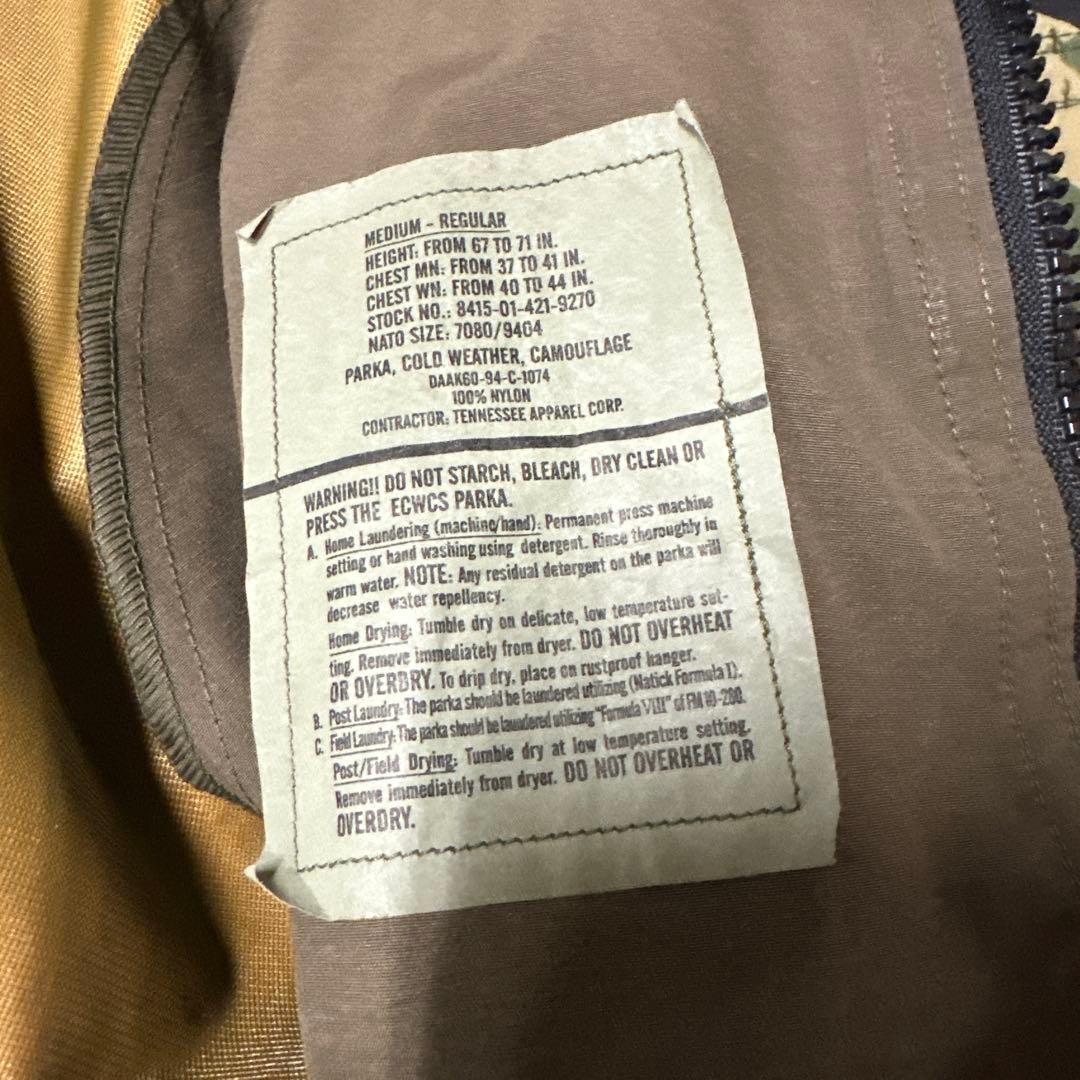 MEDIUM - REGULAR
HEIGHT: FROM 67 TO 71 IN.
CHEST MN: FROM 37 TO 41 IN.
CHEST WN: FROM 40 TO 44 IN.
STOCK NO.: 8415-01-421-9270
NATO SIZE: 7080/9404
PARKA, COLD WEATHER, CAMOUFLAGE
DAAK60-94-C-1074
100% NYLON
CONTRACTOR: TENNESSEE APPAREL CORP.
WARNING!! DO NOT STARCH, BLEACH, DRY CLEAN OR
PRESS THE ECWCS PARKA.
A. Home Laundering (machine/hand): Permanent press machine
setting or hand washing using detergent. Rinse thoroughly in
warm water. NOTE: Any residual detergent on the parka will
decrease water repellency.
Home Drying: Tumble dry on delicate, low temperature set-
ting. Remove immediately from dryer. DO NOT OVERHEAT
OR OVERDRY. To drip dry, place on rustproof hanger.
B. Post Laundry: The parka should be laundered utilizing (Natick Formula I).
C. Field Laundry: The parka should be laundered utilizing "Formula VIII" of FM 10-280.
Post/Field Drying: Tumble dry at low temperature setting.
Remove immediately from dryer. DO NOT OVERHEAT OR
OVERDRY.